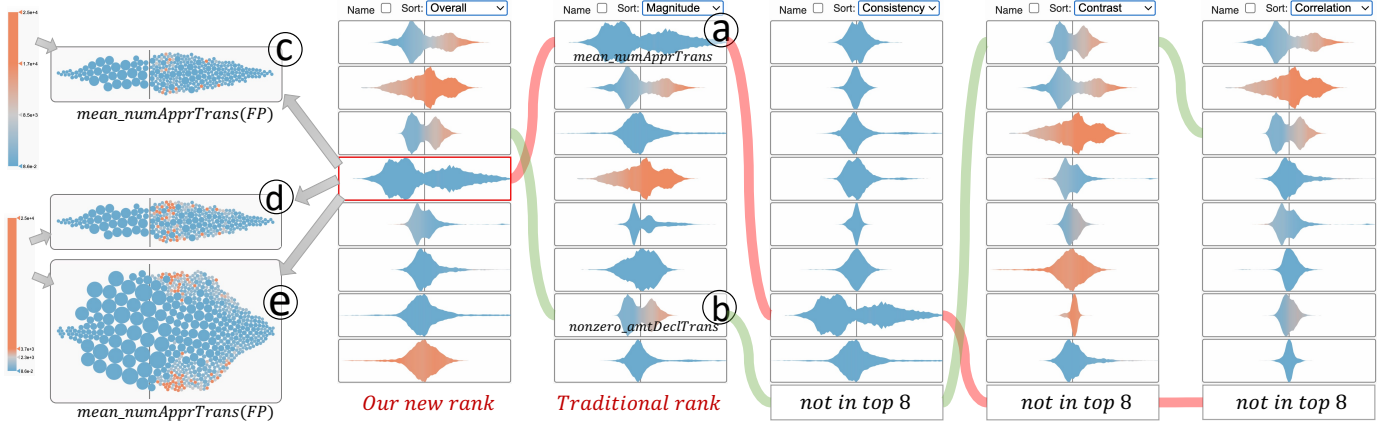 Name Sort: Overall
Name Sort: Magnitude
Name Sort: Consistency
Name Sort: Contrast
Name Sort: Correlation
c
mean_numApprTrans(FP)
d
e
mean_numApprTrans(FP)
a
mean_numApprTrans
b
nonzero_amtDeclTrans
Our new rank
Traditional rank
not in top 8
not in top 8
not in top 8